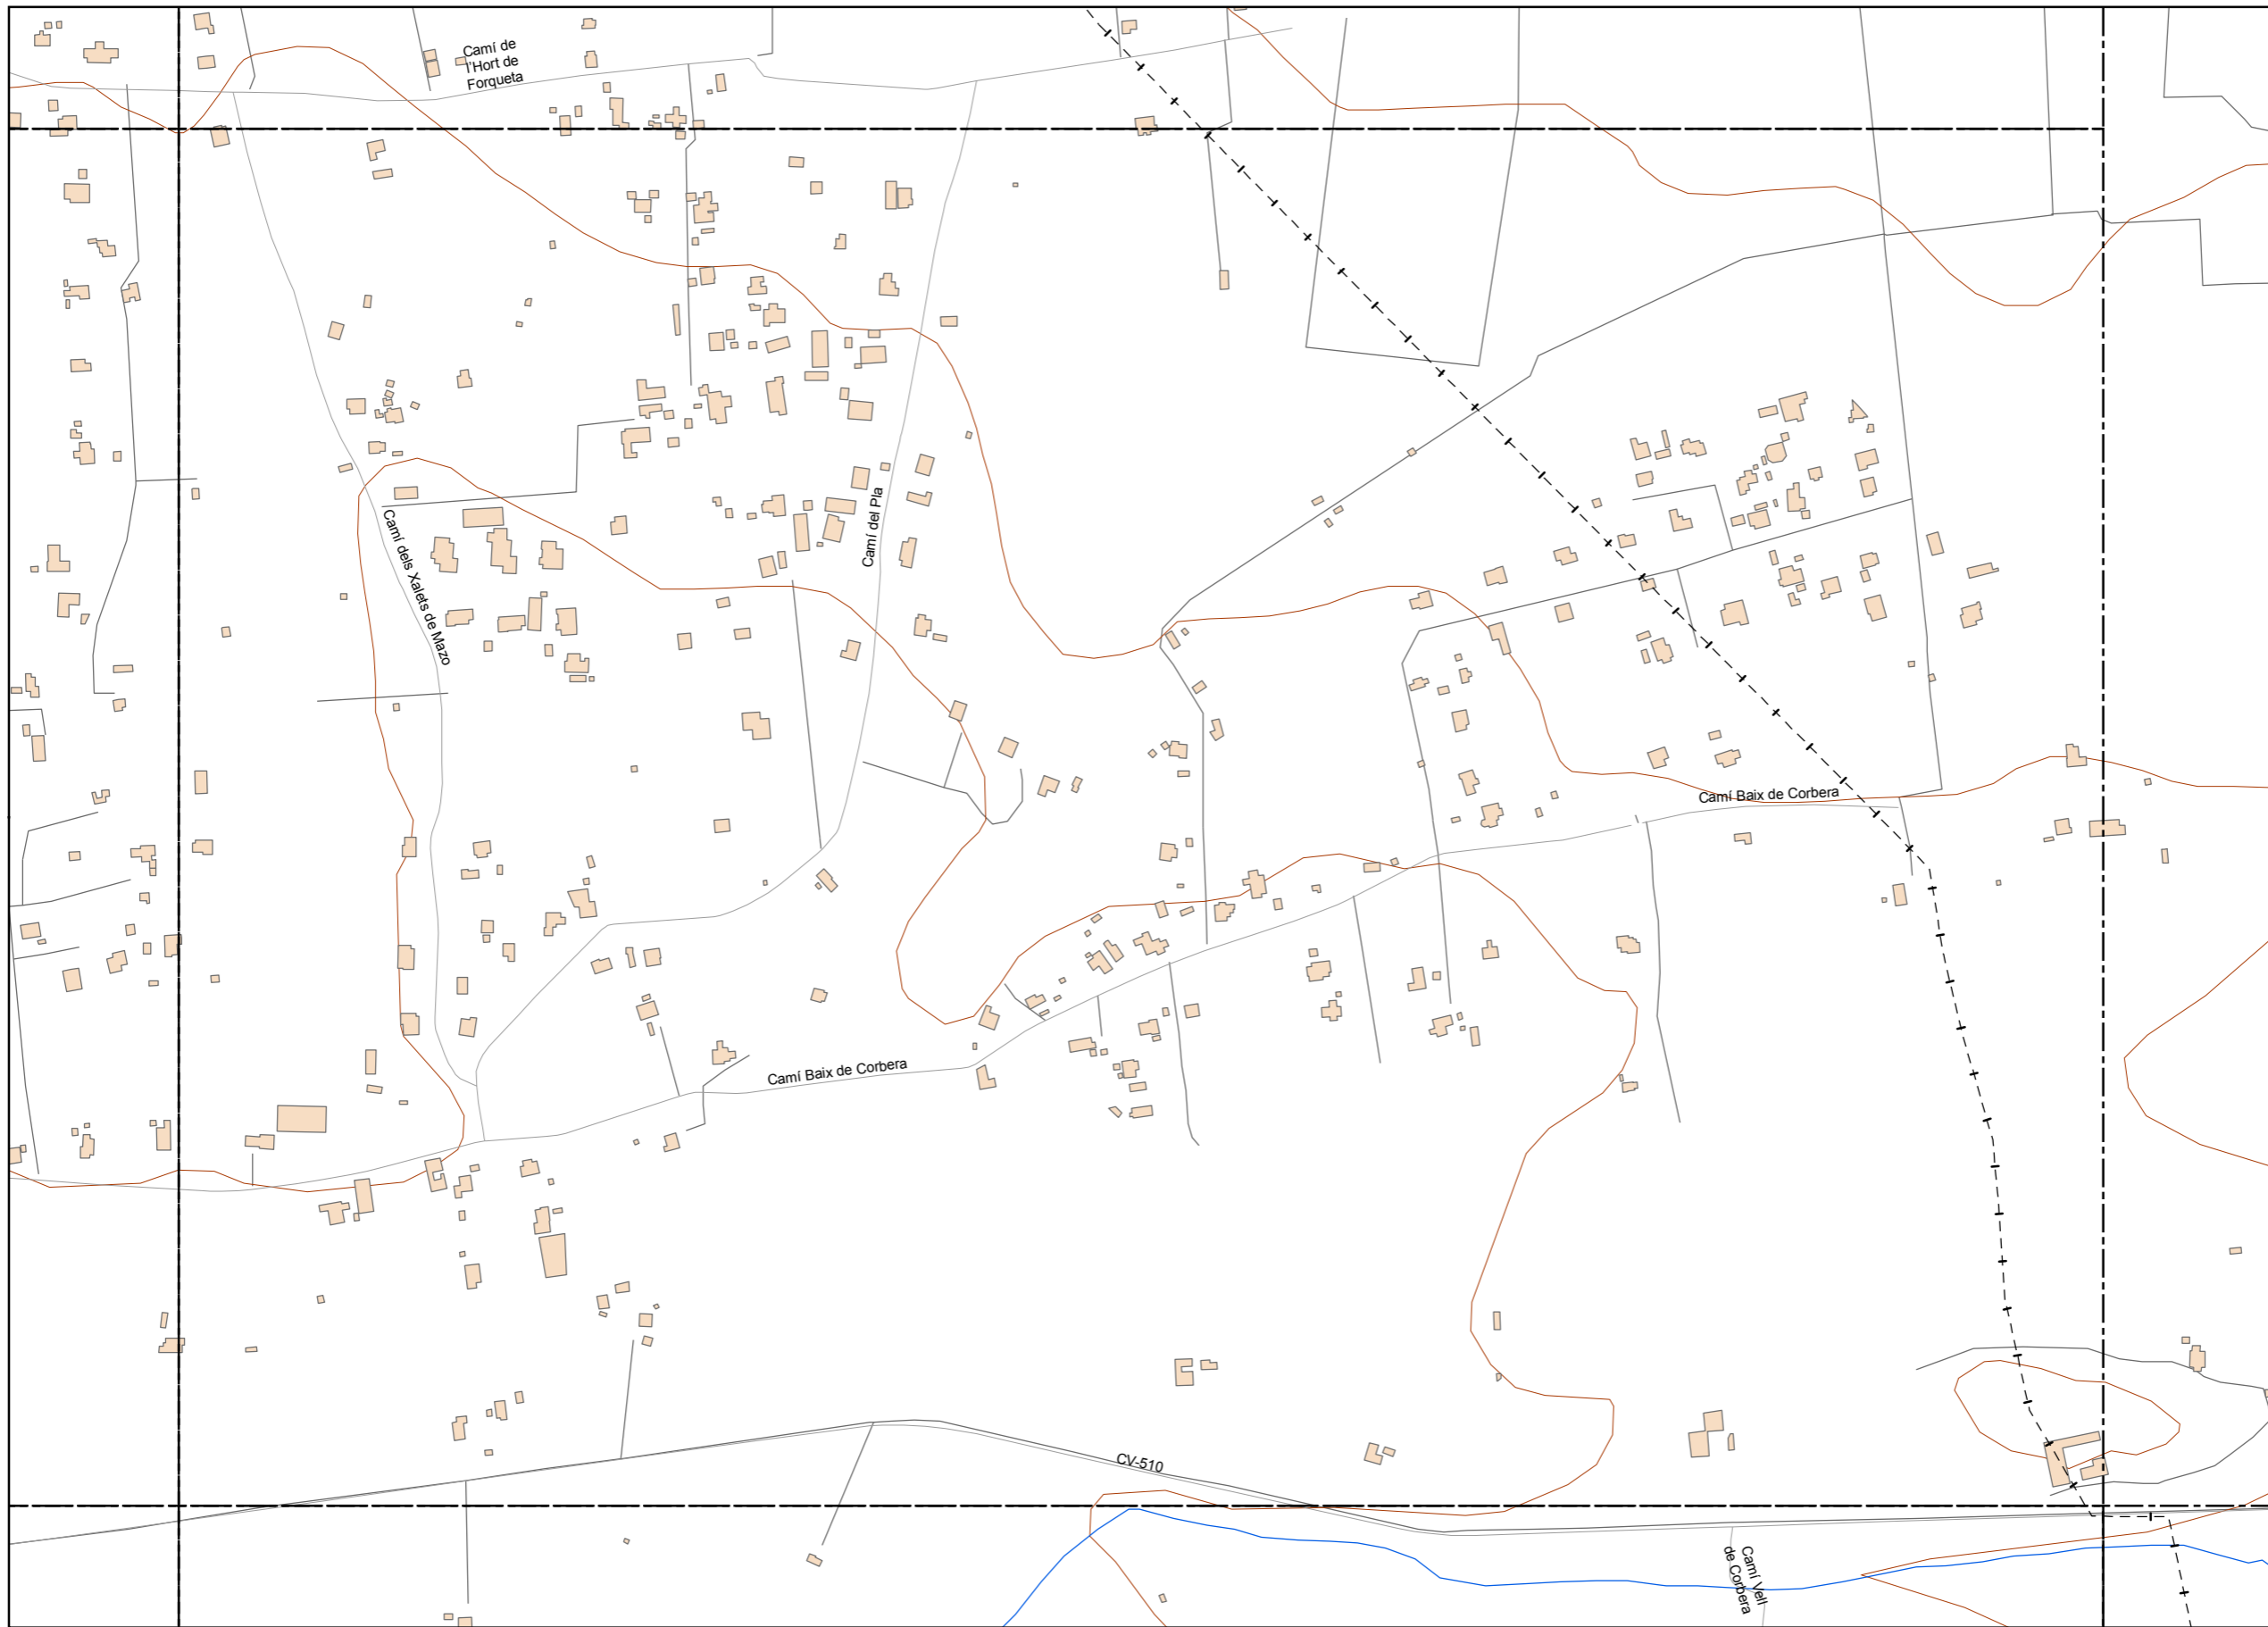 Camí de
l'Hort de
Forqueta
Camí del Pla
Camí dels Xalets de Mazo
Camí Baix de Corbera
Camí Baix de Corbera
CV-510
Camí Vell
de Corbera